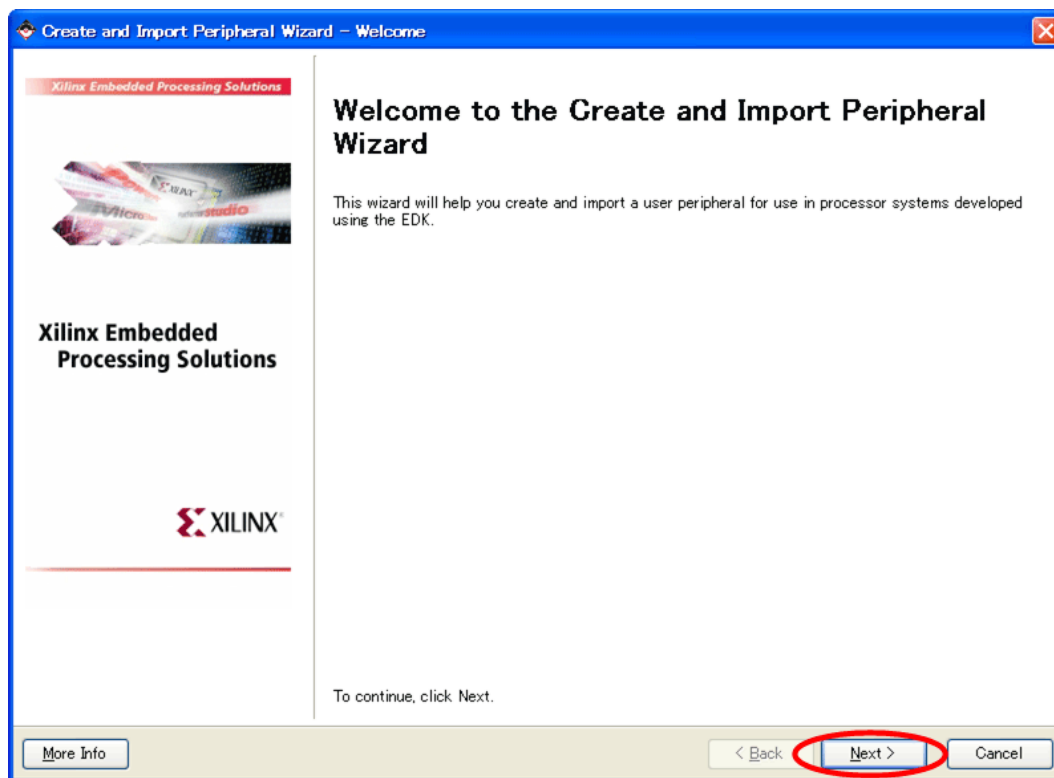 Create and Import Peripheral Wizard - Welcome
Xilinx Embedded Processing Solutions
Welcome to the Create and Import Peripheral
Wizard
This wizard will help you create and import a user peripheral for use in processor systems developed
using the EDK.
Xilinx Embedded
Processing Solutions
XILINX®
To continue, click Next.
More Info
< Back
Next >
Cancel